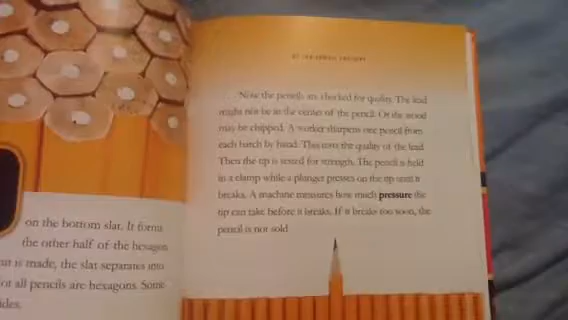 on the bottom slat. It forms
the other half of the hexagon
is made, the slat separates into
all pencils are hexagons. Some
Now the pencils are checked for quality. The lead
might not be in the center of the pencil. Or the wood
may be chipped. A worker sharpens one pencil from
each batch by hand. This tests the quality of the lead.
Then the tip is tested for strength. The pencil is held
in a clamp while a plunger presses on the tip until it
breaks. A machine measures how much pressure the
tip can take before it breaks. If it breaks too soon, the
pencil is not sold.